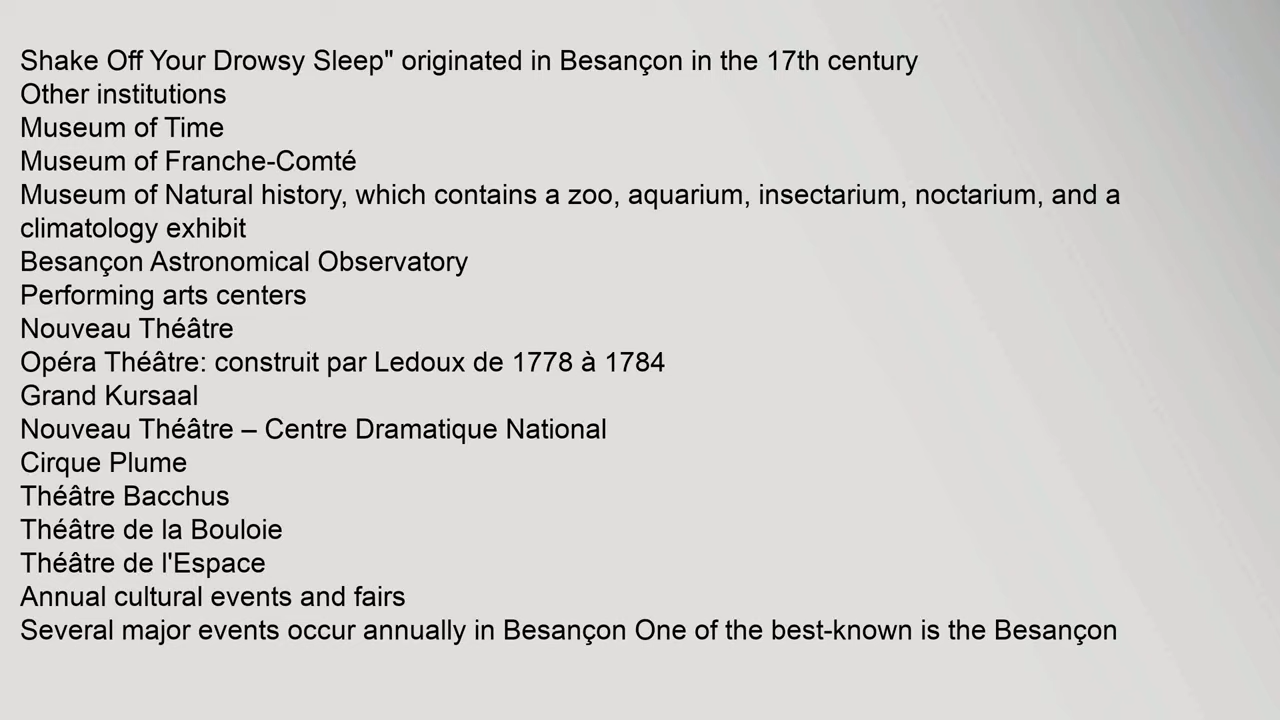 Shake Off Your Drowsy Sleep" originated in Besançon in the 17th century
Other institutions
Museum of Time
Museum of Franche-Comté
Museum of Natural history, which contains a zoo, aquarium, insectarium, noctarium, and a
climatology exhibit
Besançon Astronomical Observatory
Performing arts centers
Nouveau Théâtre
Opéra Théâtre: construit par Ledoux de 1778 à 1784
Grand Kursaal
Nouveau Théâtre – Centre Dramatique National
Cirque Plume
Théâtre Bacchus
Théâtre de la Bouloie
Théâtre de l'Espace
Annual cultural events and fairs
Several major events occur annually in Besançon One of the best-known is the Besançon